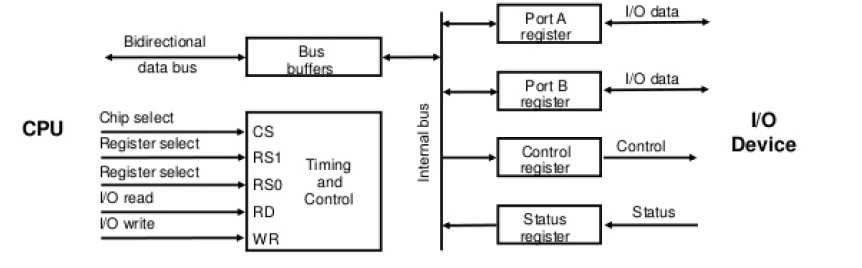 CPU
Bidirectional
data bus
Bus
buffers
Chip select
Register select
Register select
I/O read
I/O write
CS
RS1
RS0
RD
WR
Timing
and
Control
Internal bus
Port A
register
I/O data
Port B
register
I/O data
Control
register
Control
Status
register
Status
I/O
Device